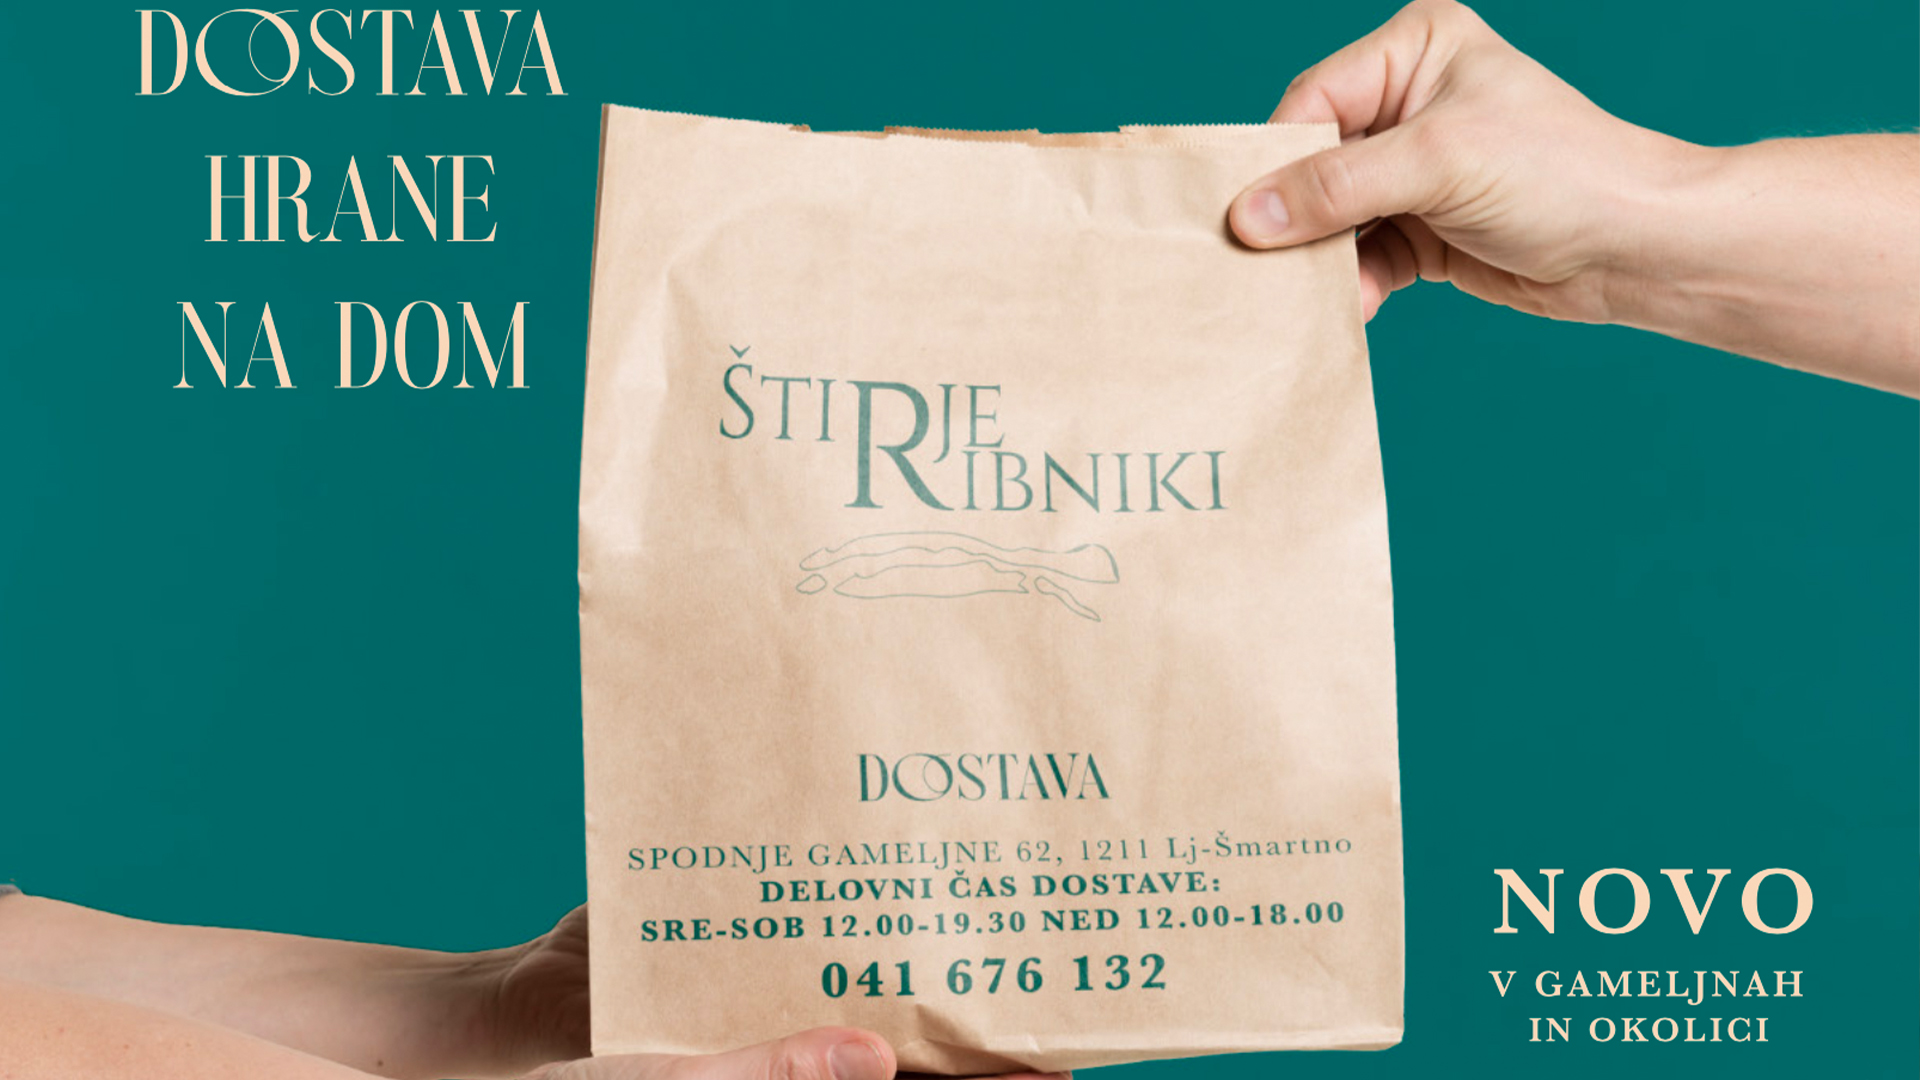 DOSTAVA
HRANE
NA DOM
ŠTIRJE
RIBNIKI
DOSTAVA
SPODNJE GAMELJNE 62, 1211 Lj-Šmartno
DELOVNI ČAS DOSTAVE:
SRE-SOB 12.00-19.30 NED 12.00-18.00
041 676 132
NOVO
V GAMELJNAH
IN OKOLICI